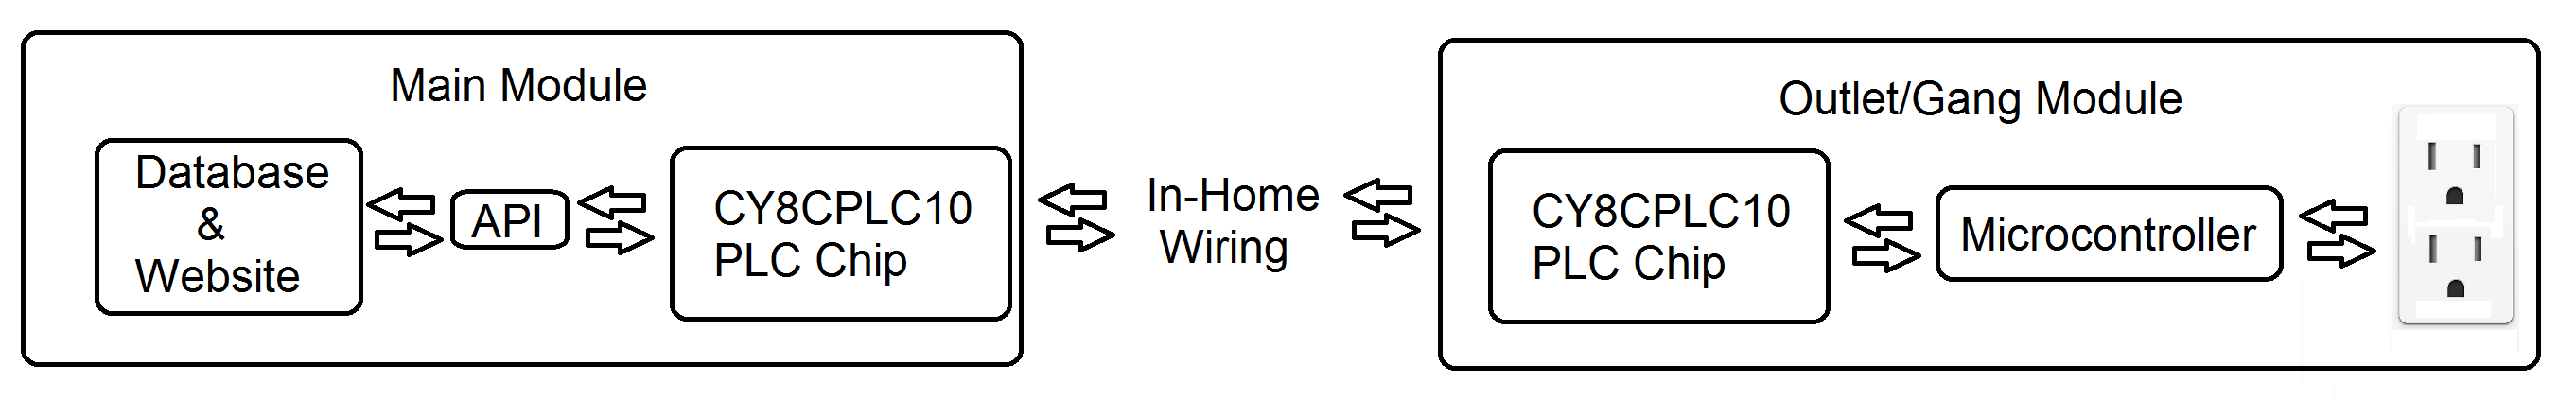 Main Module
Database
&
Website
API
CY8CPLC10
PLC Chip
In-Home
Wiring
Outlet/Gang Module
CY8CPLC10
PLC Chip
Microcontroller